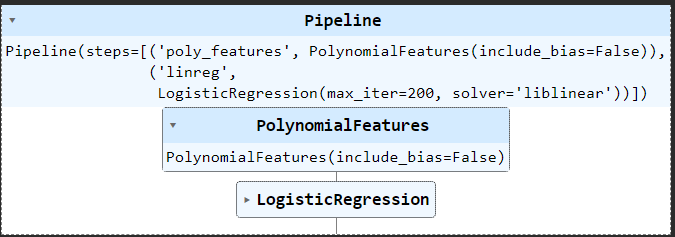 Pipeline
Pipeline(steps=[('poly_features', PolynomialFeatures(include_bias=False)),
('linreg',
LogisticRegression(max_iter=200, solver='liblinear'))])
PolynomialFeatures
PolynomialFeatures(include_bias=False)
LogisticRegression